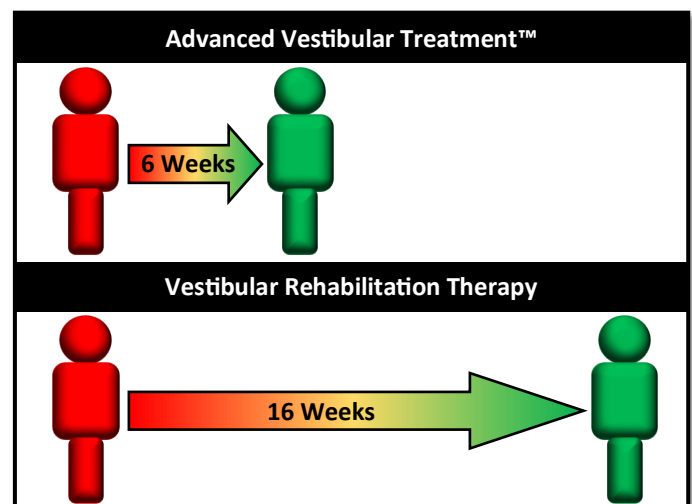 Advanced Vestibular Treatment™
6 Weeks
Vestibular Rehabilitation Therapy
16 Weeks